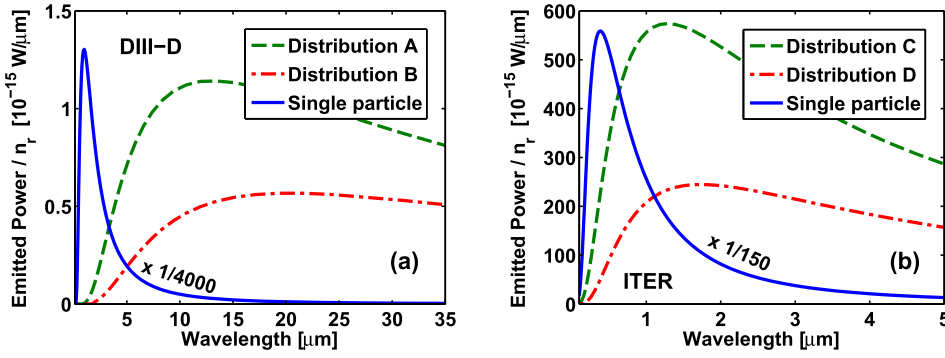 Emitted Power / n_r [10^−15 W/μm]
1.5
1
0.5
0
DIII−D
Distribution A
Distribution B
Single particle
x 1/4000
(a)
5 10 15 20 25 30 35
Wavelength [μm]
Emitted Power / n_r [10^−15 W/μm]
600
500
400
300
200
100
0
Distribution C
Distribution D
Single particle
x 1/150
(b)
ITER
1 2 3 4 5
Wavelength [μm]